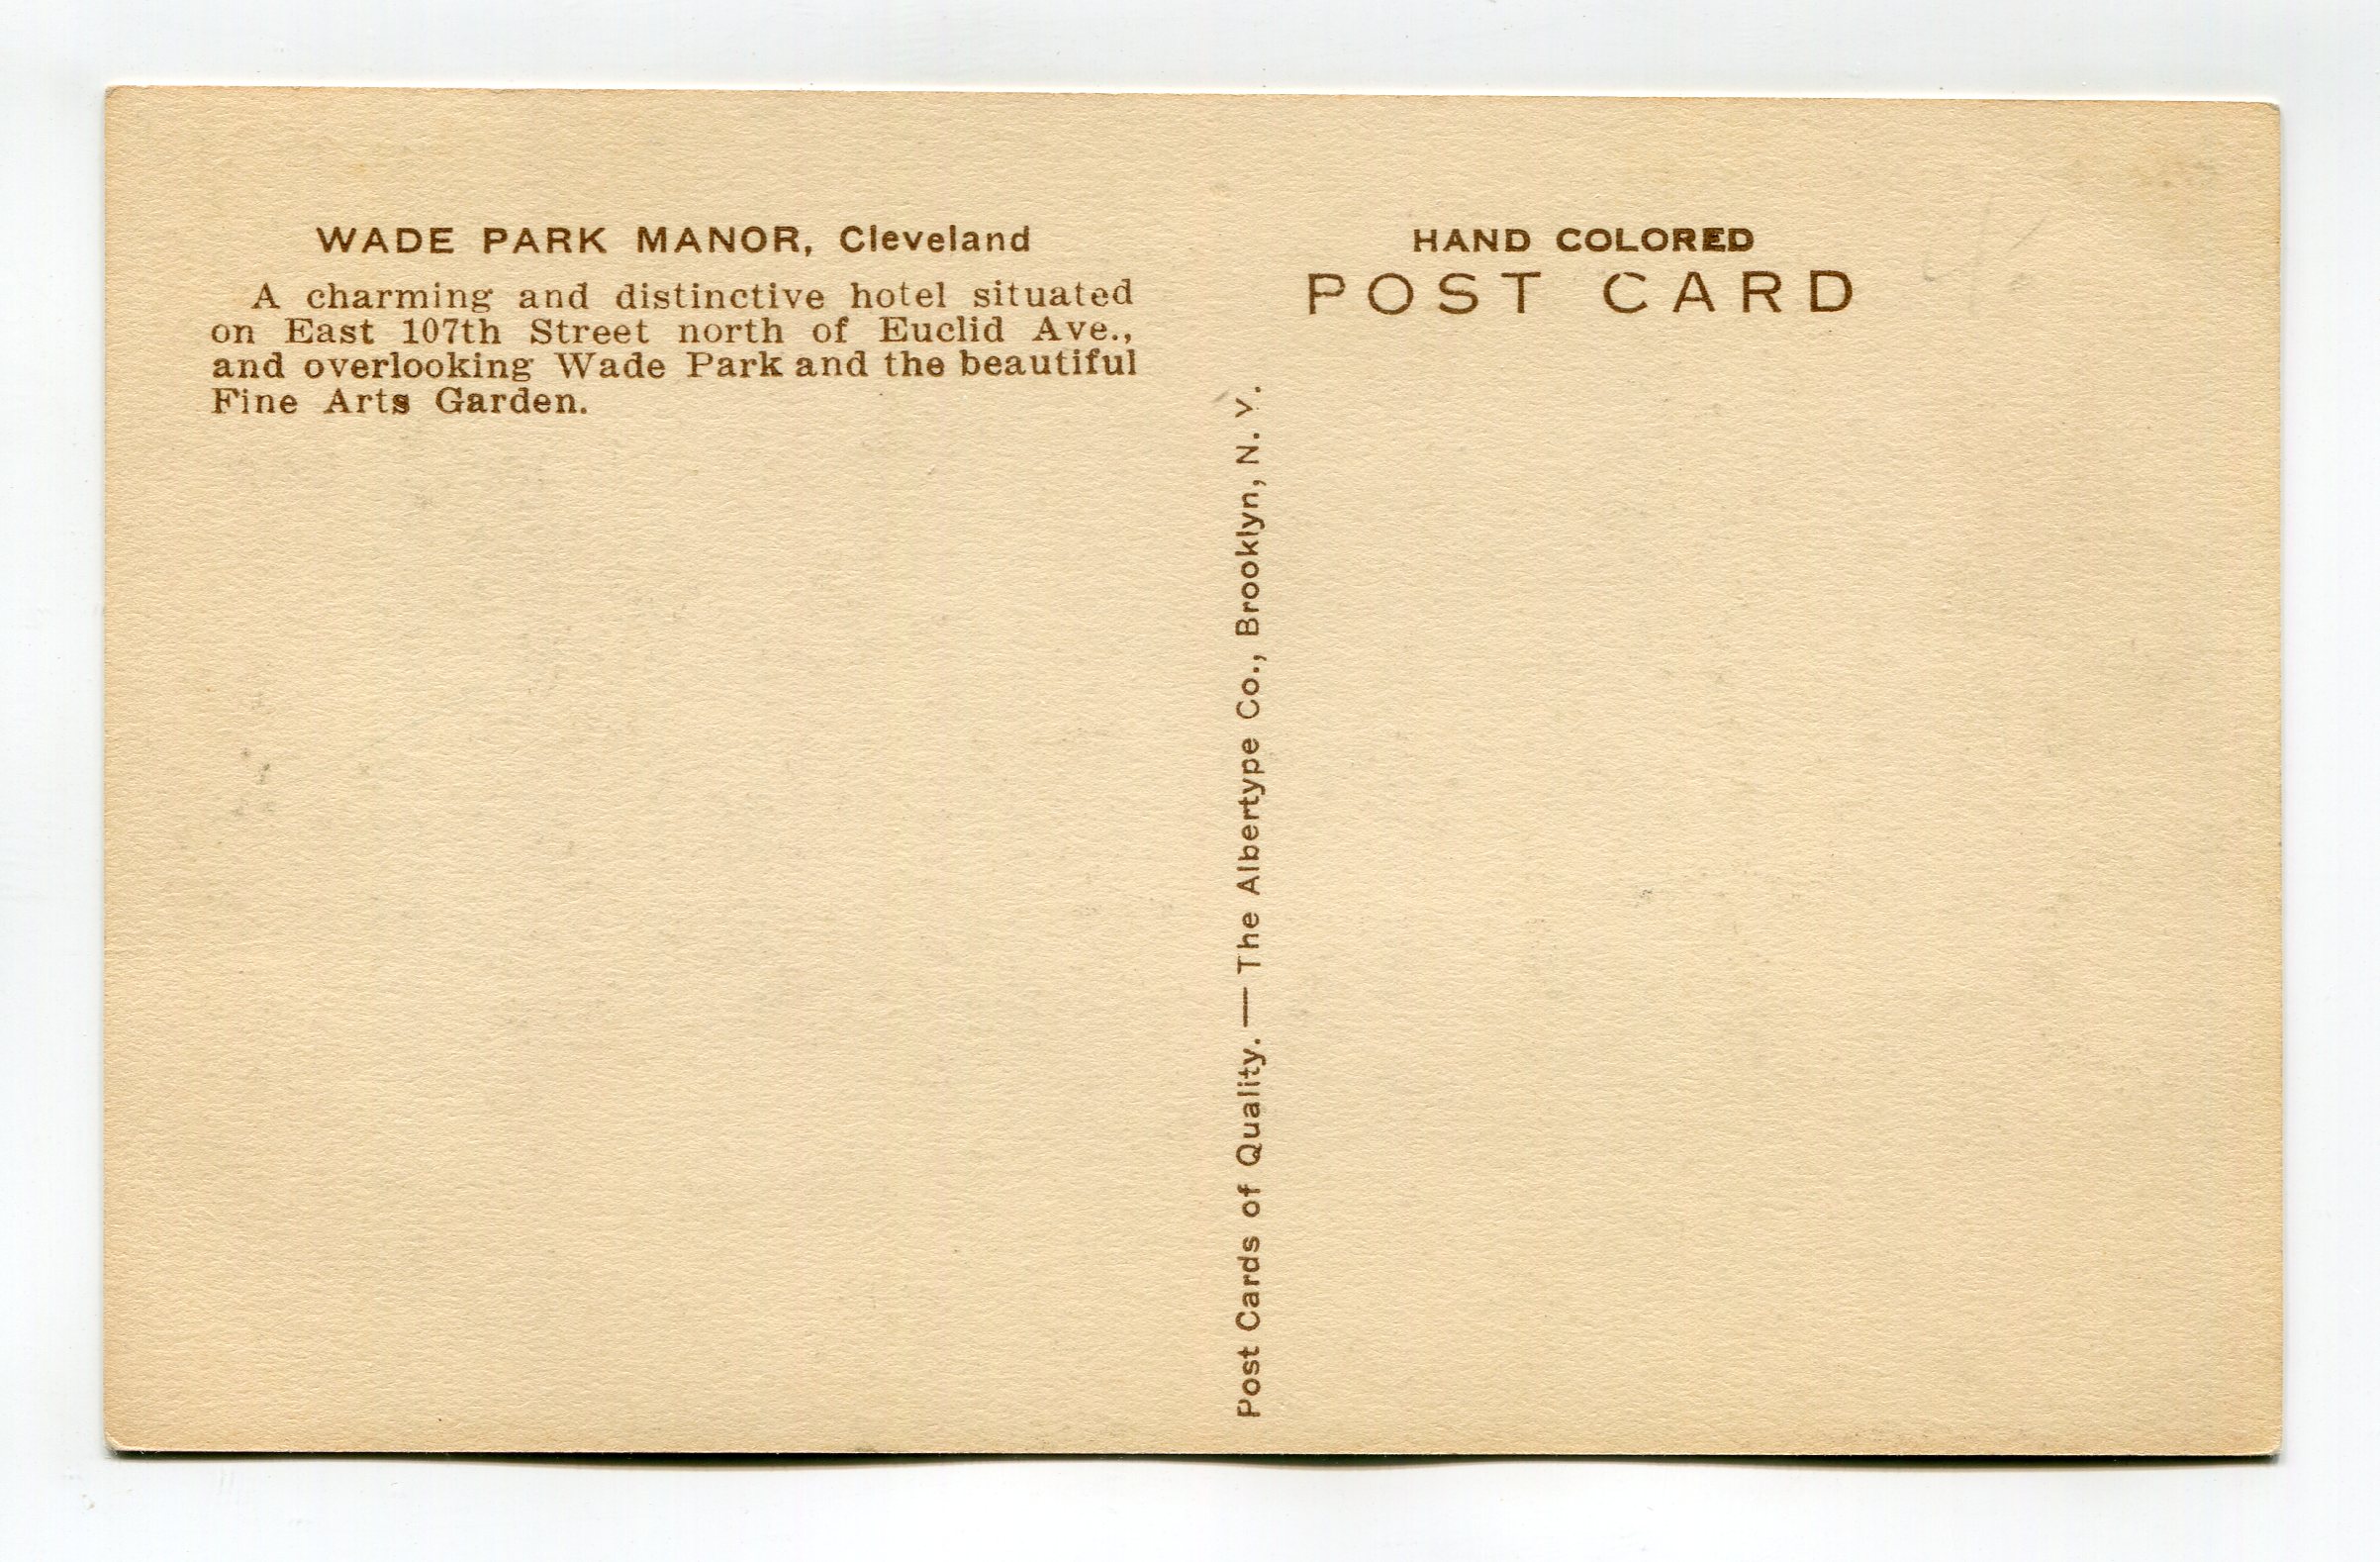 WADE PARK MANOR, Cleveland
A charming and distinctive hotel situated
on East 107th Street north of Euclid Ave.,
and overlooking Wade Park and the beautiful
Fine Arts Garden.
Post Cards of Quality. — The Albertype Co., Brooklyn, N. Y.
HAND COLORED
POST CARD